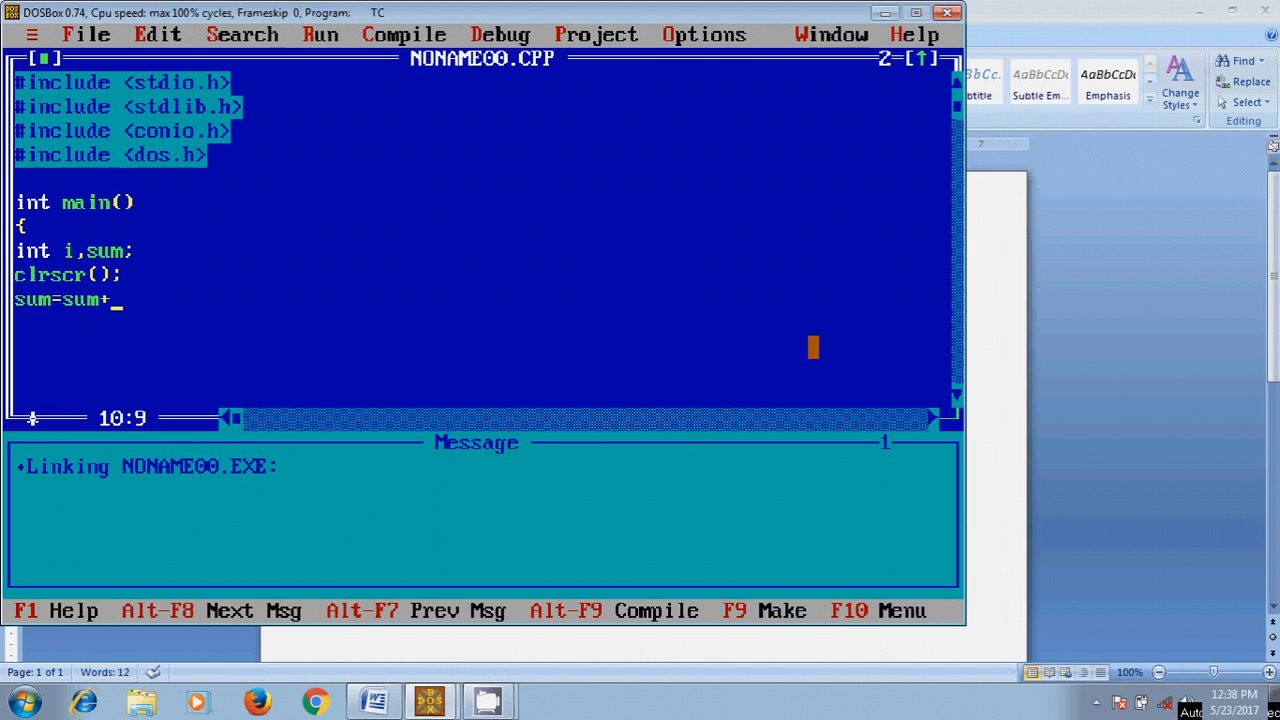 DOSBox 0.74, Cpu speed: max 100% cycles, Frameskip 0, Program: TC
≡ File Edit Search Run Compile Debug Project Options Window Help
[■] NONAME00.CPP 2=[↑]
#include <stdio.h>
#include <stdlib.h>
#include <conio.h>
#include <dos.h>
int main()
{
int i,sum;
clrscr();
sum=sum+_
10:9
Message 1
•Linking NONAME00.EXE:
F1 Help Alt-F8 Next Msg Alt-F7 Prev Msg Alt-F9 Compile F9 Make F10 Menu
AaBbCcDc AaBbCcDc
Subtle Em... Emphasis
Change
Styles
Find
Replace
Select
Editing
7
Page: 1 of 1 Words: 12 100%
12:38 PM
5/23/2017